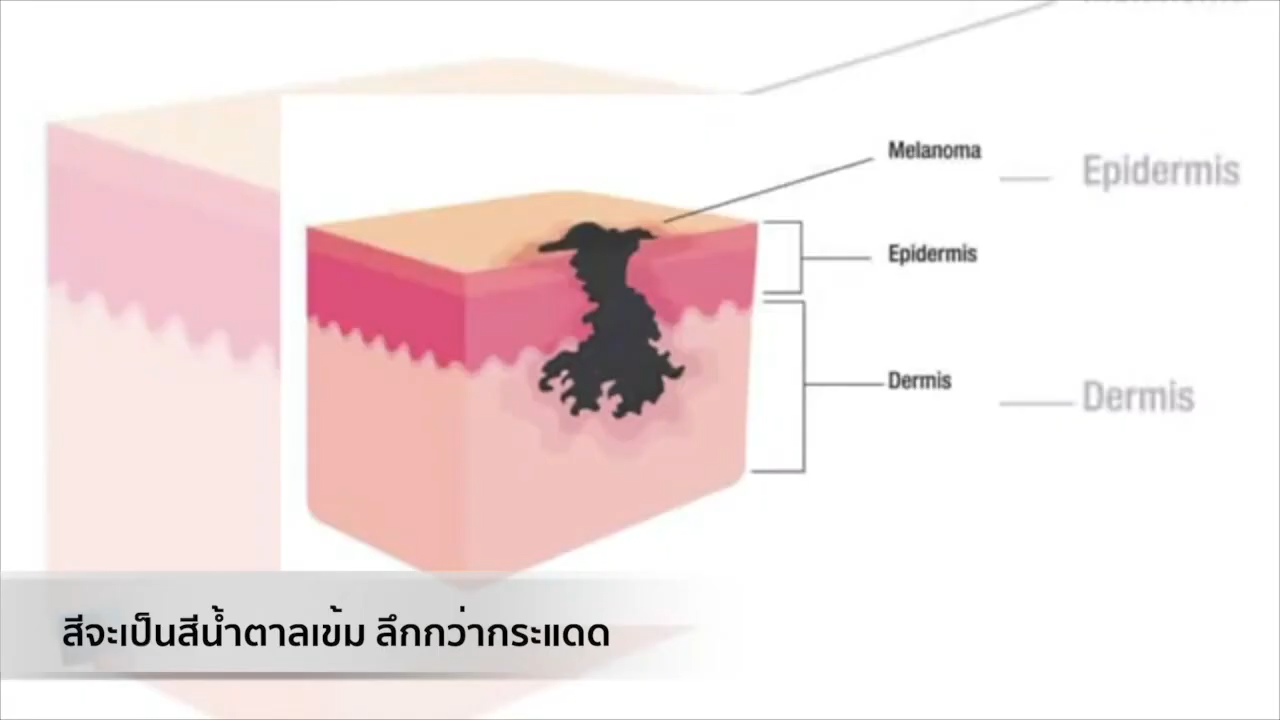 Melanoma
Epidermis
Epidermis
Dermis
Dermis
สีจะเป็นสีน้ำตาลเข้ม ลึกกว่ากระแดด